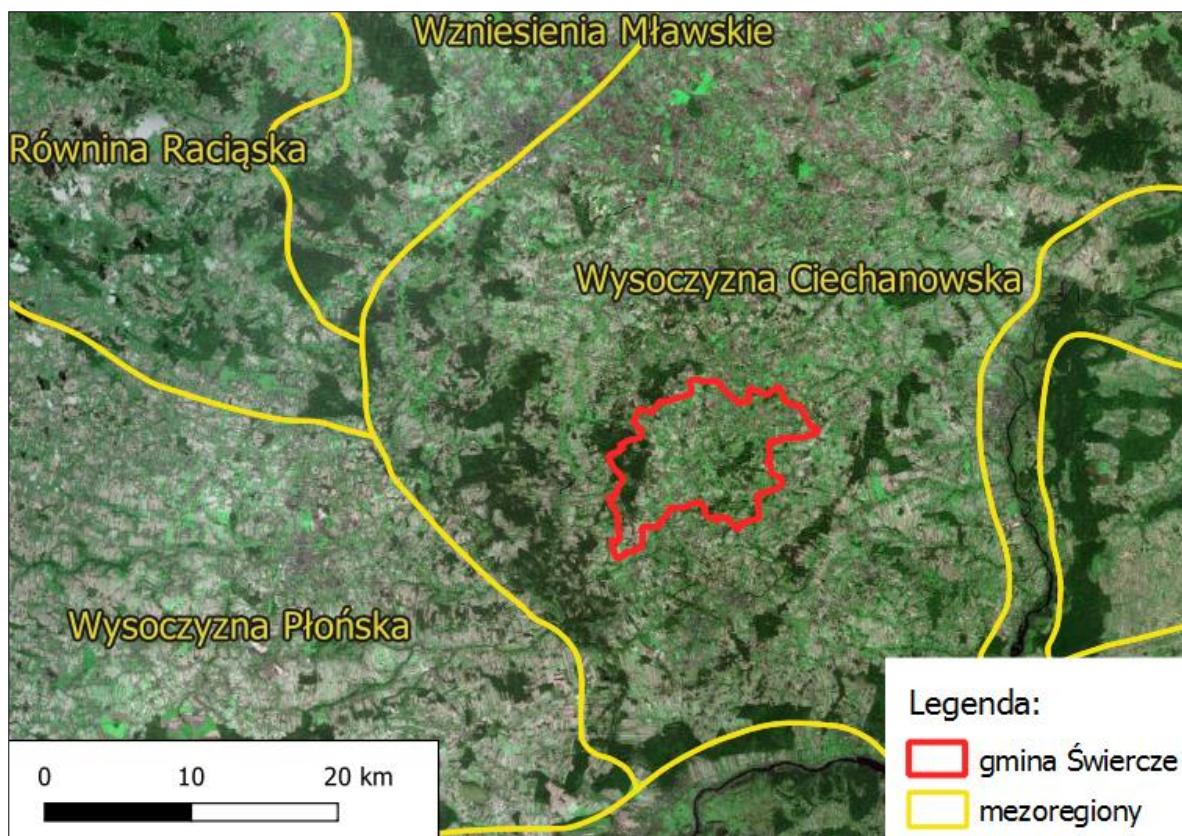 Wzniesienia Mławskie
Równina Raciąska
Wysoczyzna Ciechanowska
Wysoczyzna Płońska
Legenda:
gmina Świercze
mezoregiony
0 10 20 km